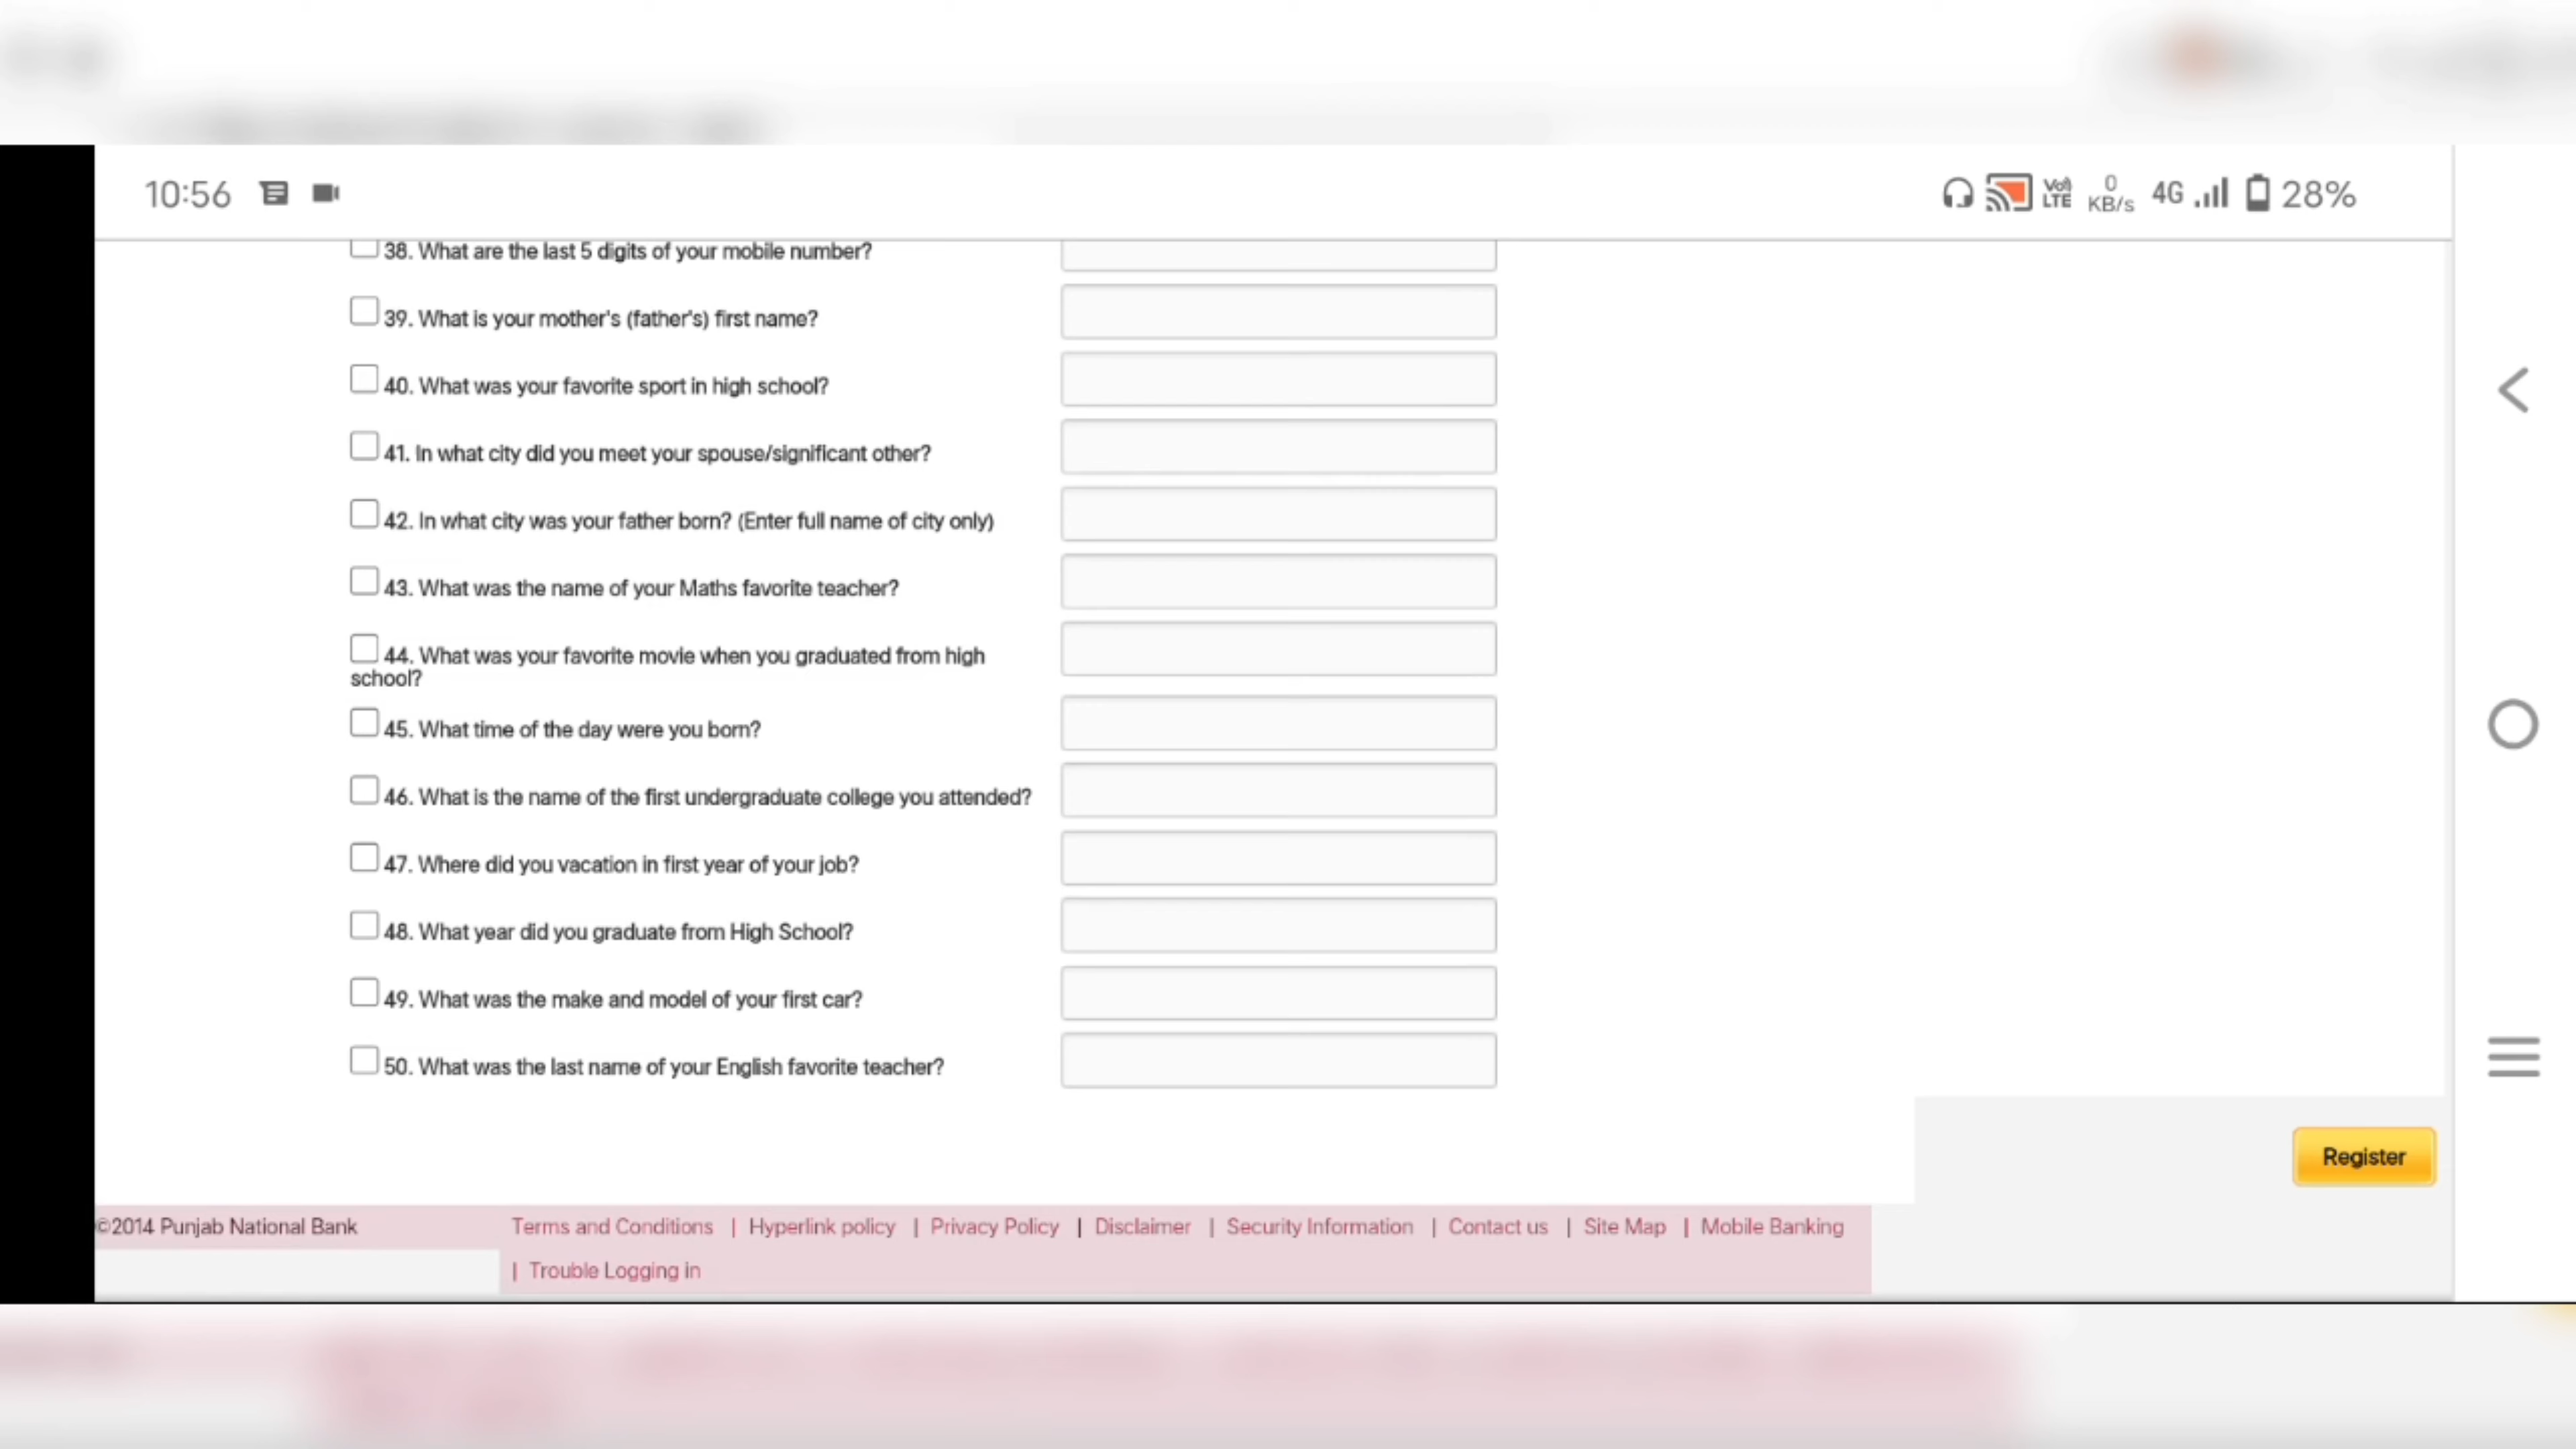 10:56 Vo) LTE 0 KB/s 4G 28%
38. What are the last 5 digits of your mobile number?
39. What is your mother's (father's) first name?
40. What was your favorite sport in high school?
41. In what city did you meet your spouse/significant other?
42. In what city was your father born? (Enter full name of city only)
43. What was the name of your Maths favorite teacher?
44. What was your favorite movie when you graduated from high
school?
45. What time of the day were you born?
46. What is the name of the first undergraduate college you attended?
47. Where did you vacation in first year of your job?
48. What year did you graduate from High School?
49. What was the make and model of your first car?
50. What was the last name of your English favorite teacher?
Register
©2014 Punjab National Bank Terms and Conditions | Hyperlink policy | Privacy Policy | Disclaimer | Security Information | Contact us | Site Map | Mobile Banking
| Trouble Logging in